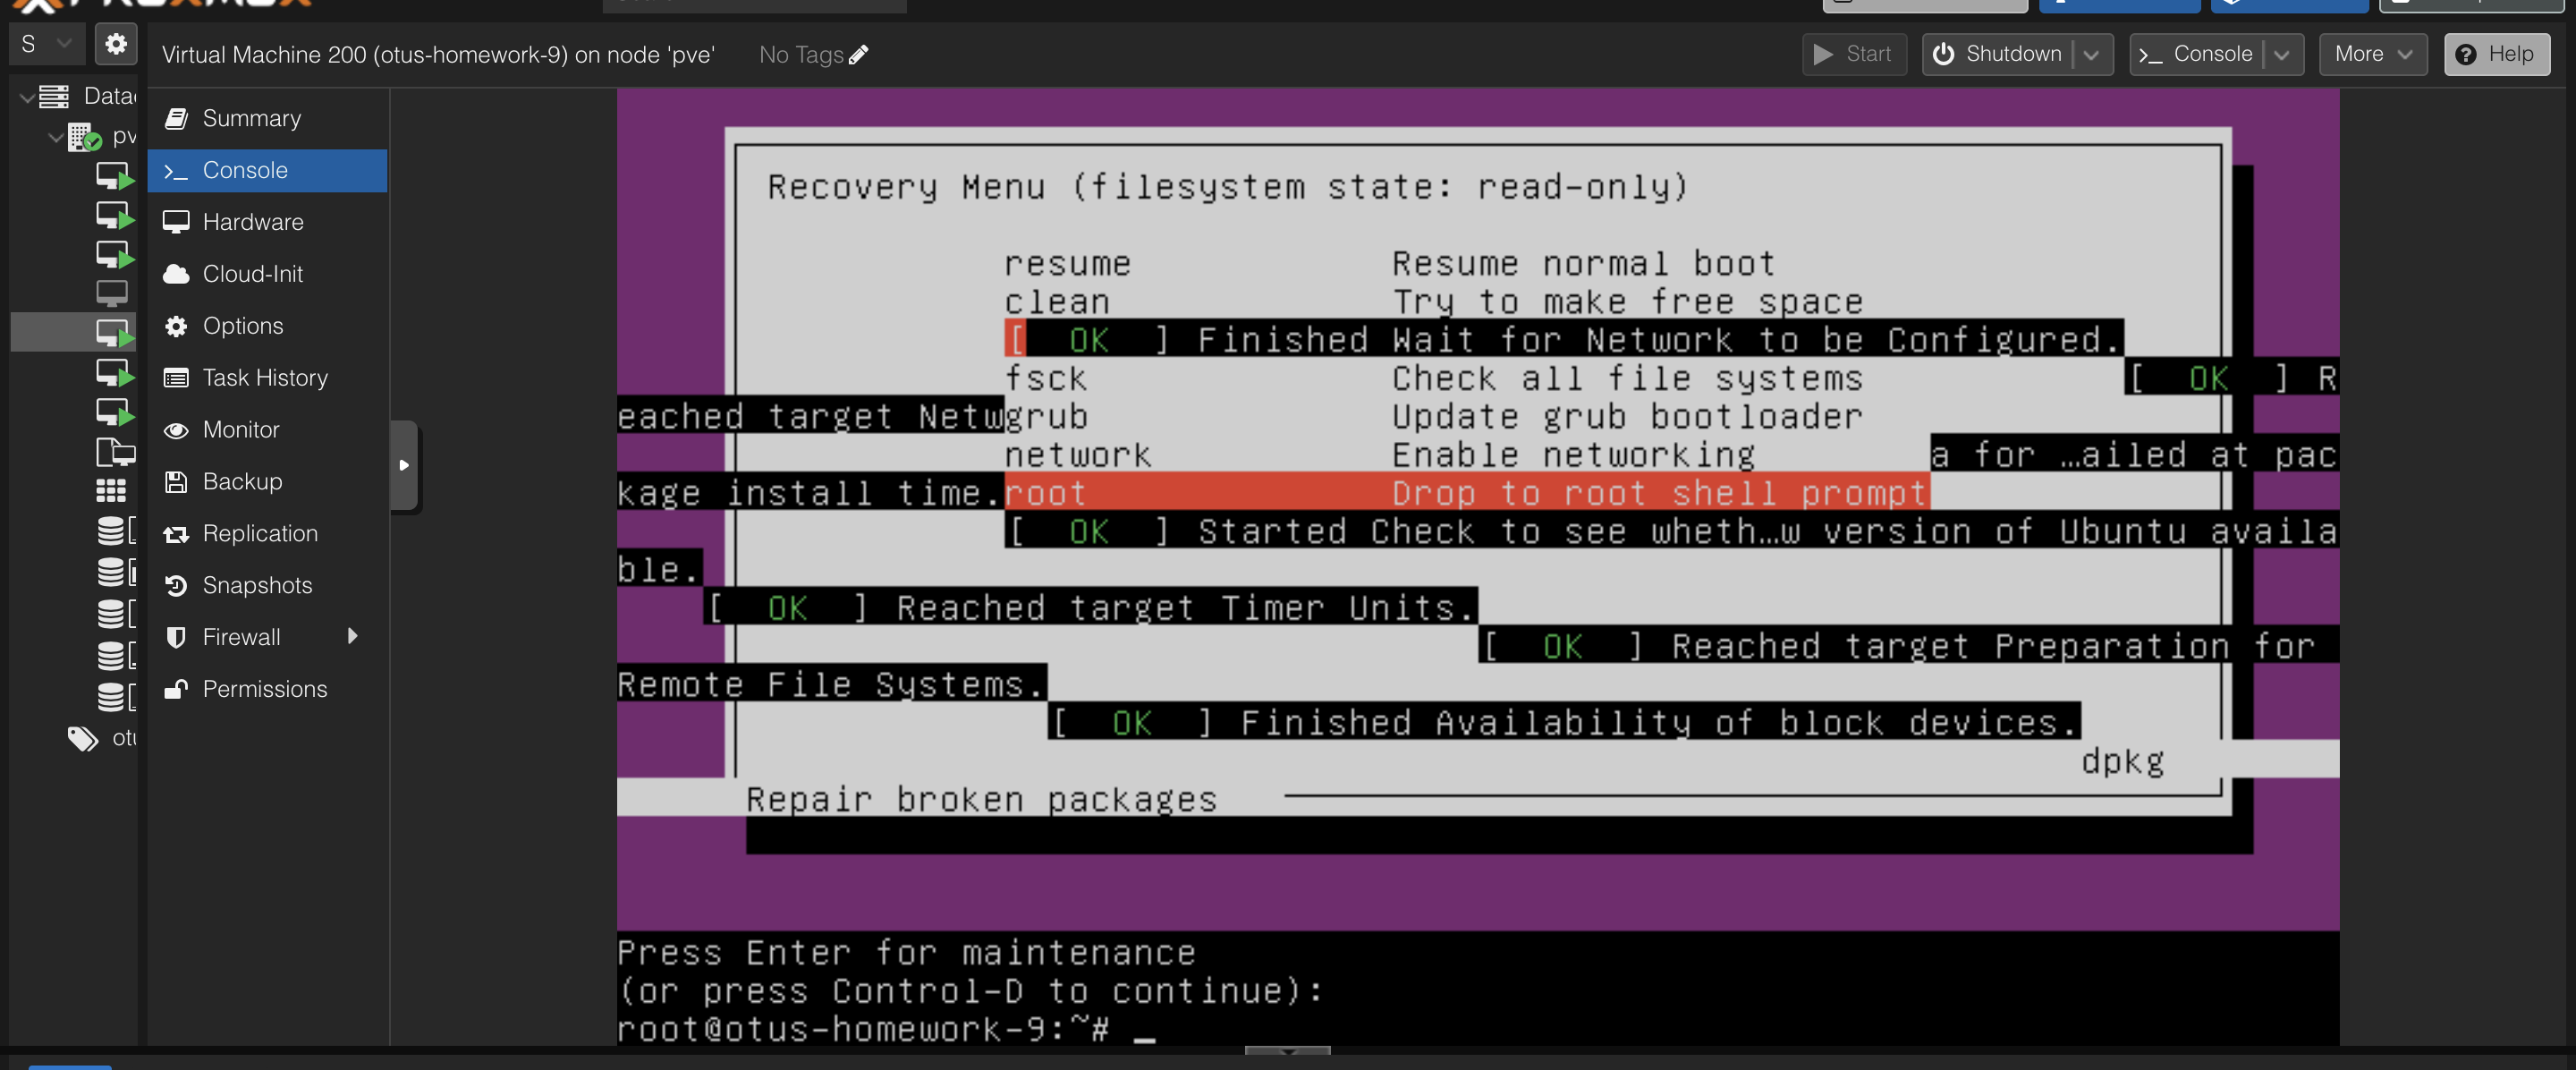 PROXMOX
S
Virtual Machine 200 (otus-homework-9) on node 'pve'
No Tags
Start
Shutdown
Console
More
Help
Summary
Console
Hardware
Cloud-Init
Options
Task History
Monitor
Backup
Replication
Snapshots
Firewall
Permissions
Recovery Menu (filesystem state: read-only)
resume Resume normal boot
clean Try to make free space
[ OK ] Finished Wait for Network to be Configured.
fsck Check all file systems [ OK ] R
eached target Netwgrub Update grub bootloader
network Enable networking a for …ailed at pac
kage install time.root Drop to root shell prompt
[ OK ] Started Check to see wheth…w version of Ubuntu availa
ble.
[ OK ] Reached target Timer Units.
[ OK ] Reached target Preparation for
Remote File Systems.
[ OK ] Finished Availability of block devices.
dpkg
Repair broken packages
Press Enter for maintenance
(or press Control-D to continue):
root@otus-homework-9:~# _